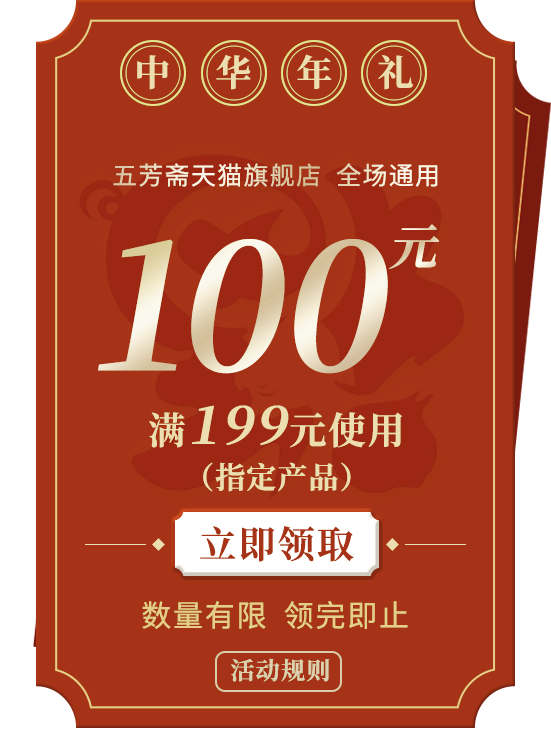 中华年礼
五芳斋天猫旗舰店 全场通用
100元
满199元使用
（指定产品）
立即领取
数量有限 领完即止
活动规则